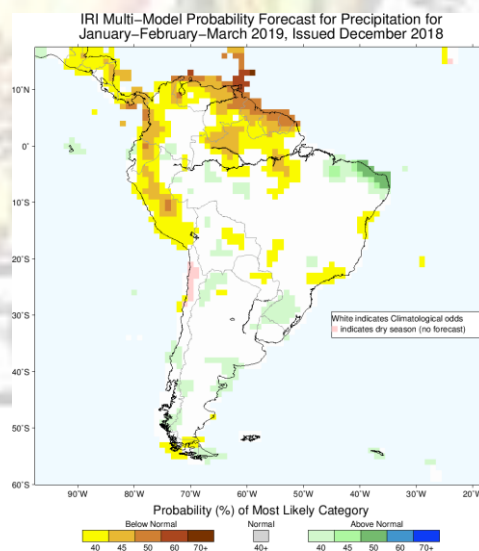 IRI Multi-Model Probability Forecast for Precipitation for
January-February-March 2019, Issued December 2018
10°N
0°
10°S
20°S
30°S
40°S
50°S
60°S
White indicates Climatological odds
indicates dry season (no forecast)
90°W 80°W 70°W 60°W 50°W 40°W 30°W 20°W
Probability (%) of Most Likely Category
Below Normal Normal Above Normal
40 45 50 60 70+ 40+ 40 45 50 60 70+